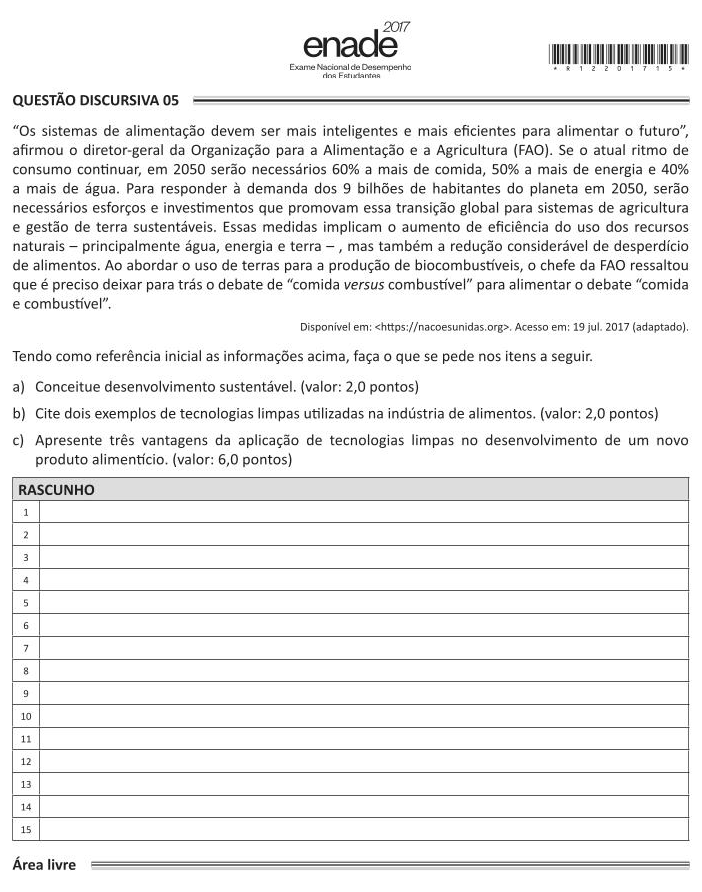 2017
enade
Exame Nacional de Desempenho
dos Estudantes
* R 1 2 2 0 1 7 1 5 *
QUESTÃO DISCURSIVA 05
“Os sistemas de alimentação devem ser mais inteligentes e mais eficientes para alimentar o futuro”,
afirmou o diretor-geral da Organização para a Alimentação e a Agricultura (FAO). Se o atual ritmo de
consumo continuar, em 2050 serão necessários 60% a mais de comida, 50% a mais de energia e 40%
a mais de água. Para responder à demanda dos 9 bilhões de habitantes do planeta em 2050, serão
necessários esforços e investimentos que promovam essa transição global para sistemas de agricultura
e gestão de terra sustentáveis. Essas medidas implicam o aumento de eficiência do uso dos recursos
naturais – principalmente água, energia e terra – , mas também a redução considerável de desperdício
de alimentos. Ao abordar o uso de terras para a produção de biocombustíveis, o chefe da FAO ressaltou
que é preciso deixar para trás o debate de “comida versus combustível” para alimentar o debate “comida
e combustível”.
Disponível em: <https://nacoesunidas.org>. Acesso em: 19 jul. 2017 (adaptado).
Tendo como referência inicial as informações acima, faça o que se pede nos itens a seguir.
a) Conceitue desenvolvimento sustentável. (valor: 2,0 pontos)
b) Cite dois exemplos de tecnologias limpas utilizadas na indústria de alimentos. (valor: 2,0 pontos)
c) Apresente três vantagens da aplicação de tecnologias limpas no desenvolvimento de um novo
produto alimentício. (valor: 6,0 pontos)
RASCUNHO
1
2
3
4
5
6
7
8
9
10
11
12
13
14
15
Área livre